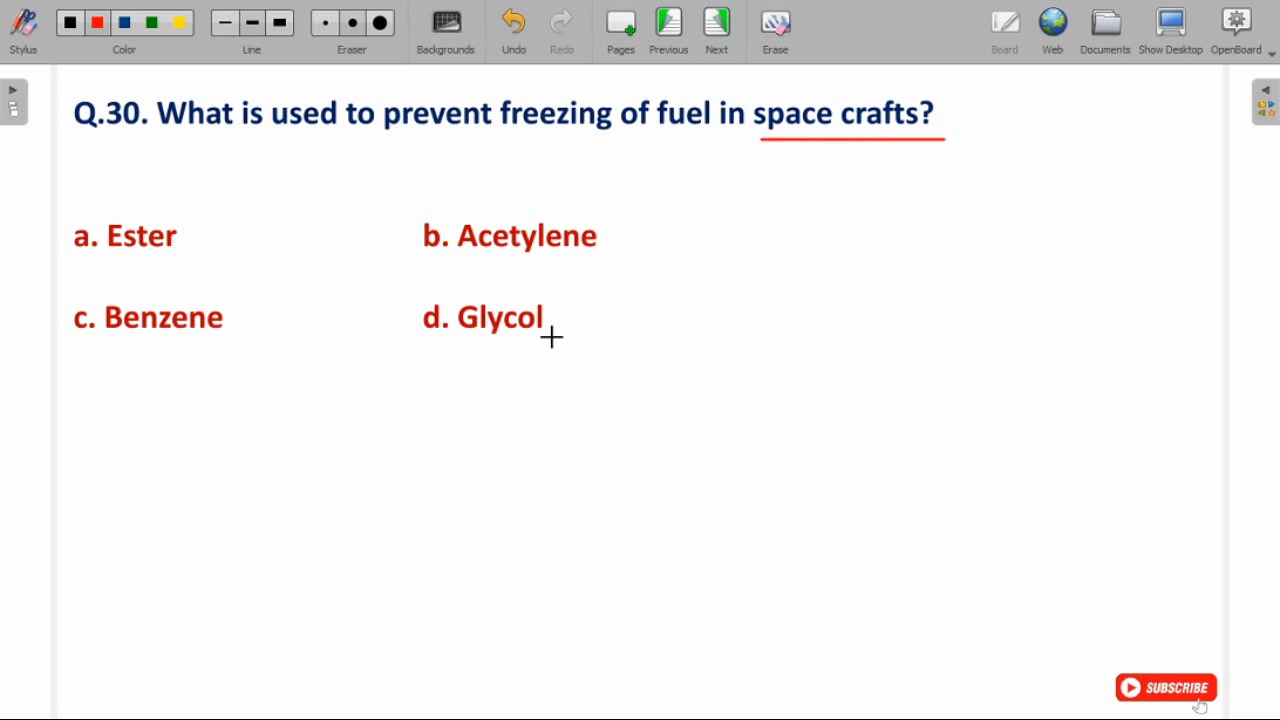 Stylus Color Line Eraser Backgrounds Undo Redo Pages Previous Next Erase Board Web Documents Show Desktop OpenBoard
Q.30. What is used to prevent freezing of fuel in space crafts?
a. Ester b. Acetylene
c. Benzene d. Glycol
SUBSCRIBE